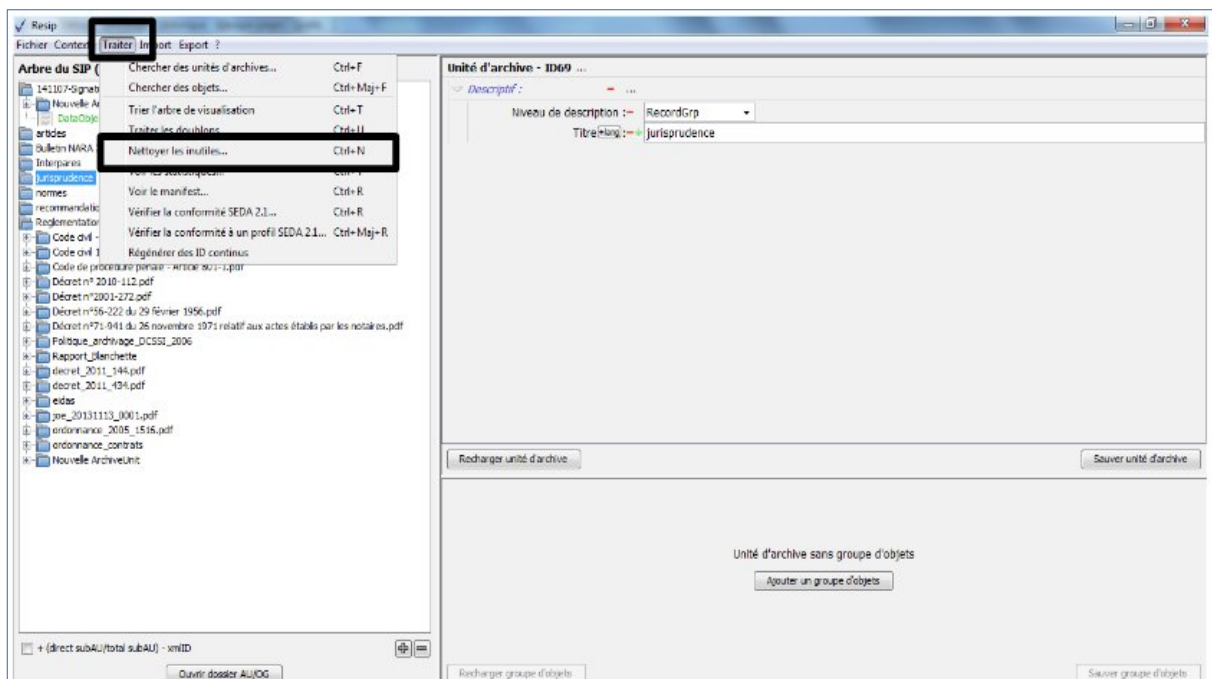 Resip
Fichier Contexte Traiter Import Export ?
Arbre du SIP (
141107-Signat
Nouvelle Ar
DataObje
articles
Bulletin NARA
Interpares
jurisprudence
normes
recommandatio
Reglementation
Code civil -
Code civil 1
Code de procédure pénale - Article 801-1.pdf
Décret n° 2010-112.pdf
Décret n°2001-272.pdf
Décret n°56-222 du 29 février 1956.pdf
Décret n°71-941 du 26 novembre 1971 relatif aux actes établis par les notaires.pdf
Politique_archivage_DCSSI_2006
Rapport_Blanchette
decret_2011_144.pdf
decret_2011_434.pdf
eidas
joe_20131113_0001.pdf
ordonnance_2005_1516.pdf
ordonnance_contrats
Nouvelle ArchiveUnit
+ (direct subAU/total subAU) - xmlID
Ouvrir dossier AU/OG
Chercher des unités d'archives... Ctrl+F
Chercher des objets... Ctrl+Maj+F
Trier l'arbre de visualisation Ctrl+T
Traiter les doublons Ctrl+U
Nettoyer les inutiles... Ctrl+N
Voir les statistiques...
Voir le manifest... Ctrl+R
Vérifier la conformité SEDA 2.1... Ctrl+R
Vérifier la conformité à un profil SEDA 2.1... Ctrl+Maj+R
Régénérer des ID continus
Unité d'archive - ID69 ...
Descriptif : - ...
Niveau de description :- RecordGrp
Titre +lang :-+ jurisprudence
Recharger unité d'archive Sauver unité d'archive
Unité d'archive sans groupe d'objets
Ajouter un groupe d'objets
Recharger groupe d'objets Sauver groupe d'objets